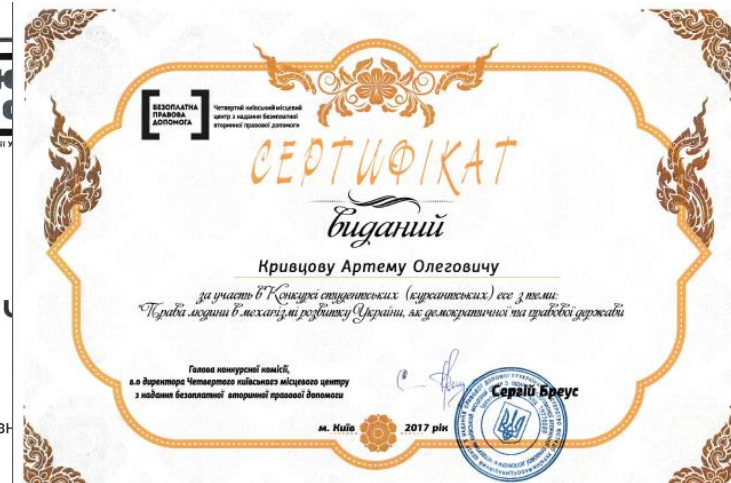 БЕЗОПЛАТНА
ПРАВОВА
ДОПОМОГА
Четвертий київський місцевий
центр з надання безоплатної
вторинної правової допомоги
СЕРТИФІКАТ
виданий
Кривцову Артему Олеговичу
за участь в Конкурсі студентських (курсантських) есе з теми:
"Права людини в механізмі розвитку України, як демократичної та правової держави
Голова конкурсної комісії,
в.о директора Четвертого київського місцевого центру
з надання безоплатної вторинної правової допомоги
Сергій Бреус
м. Київ 2017 рік